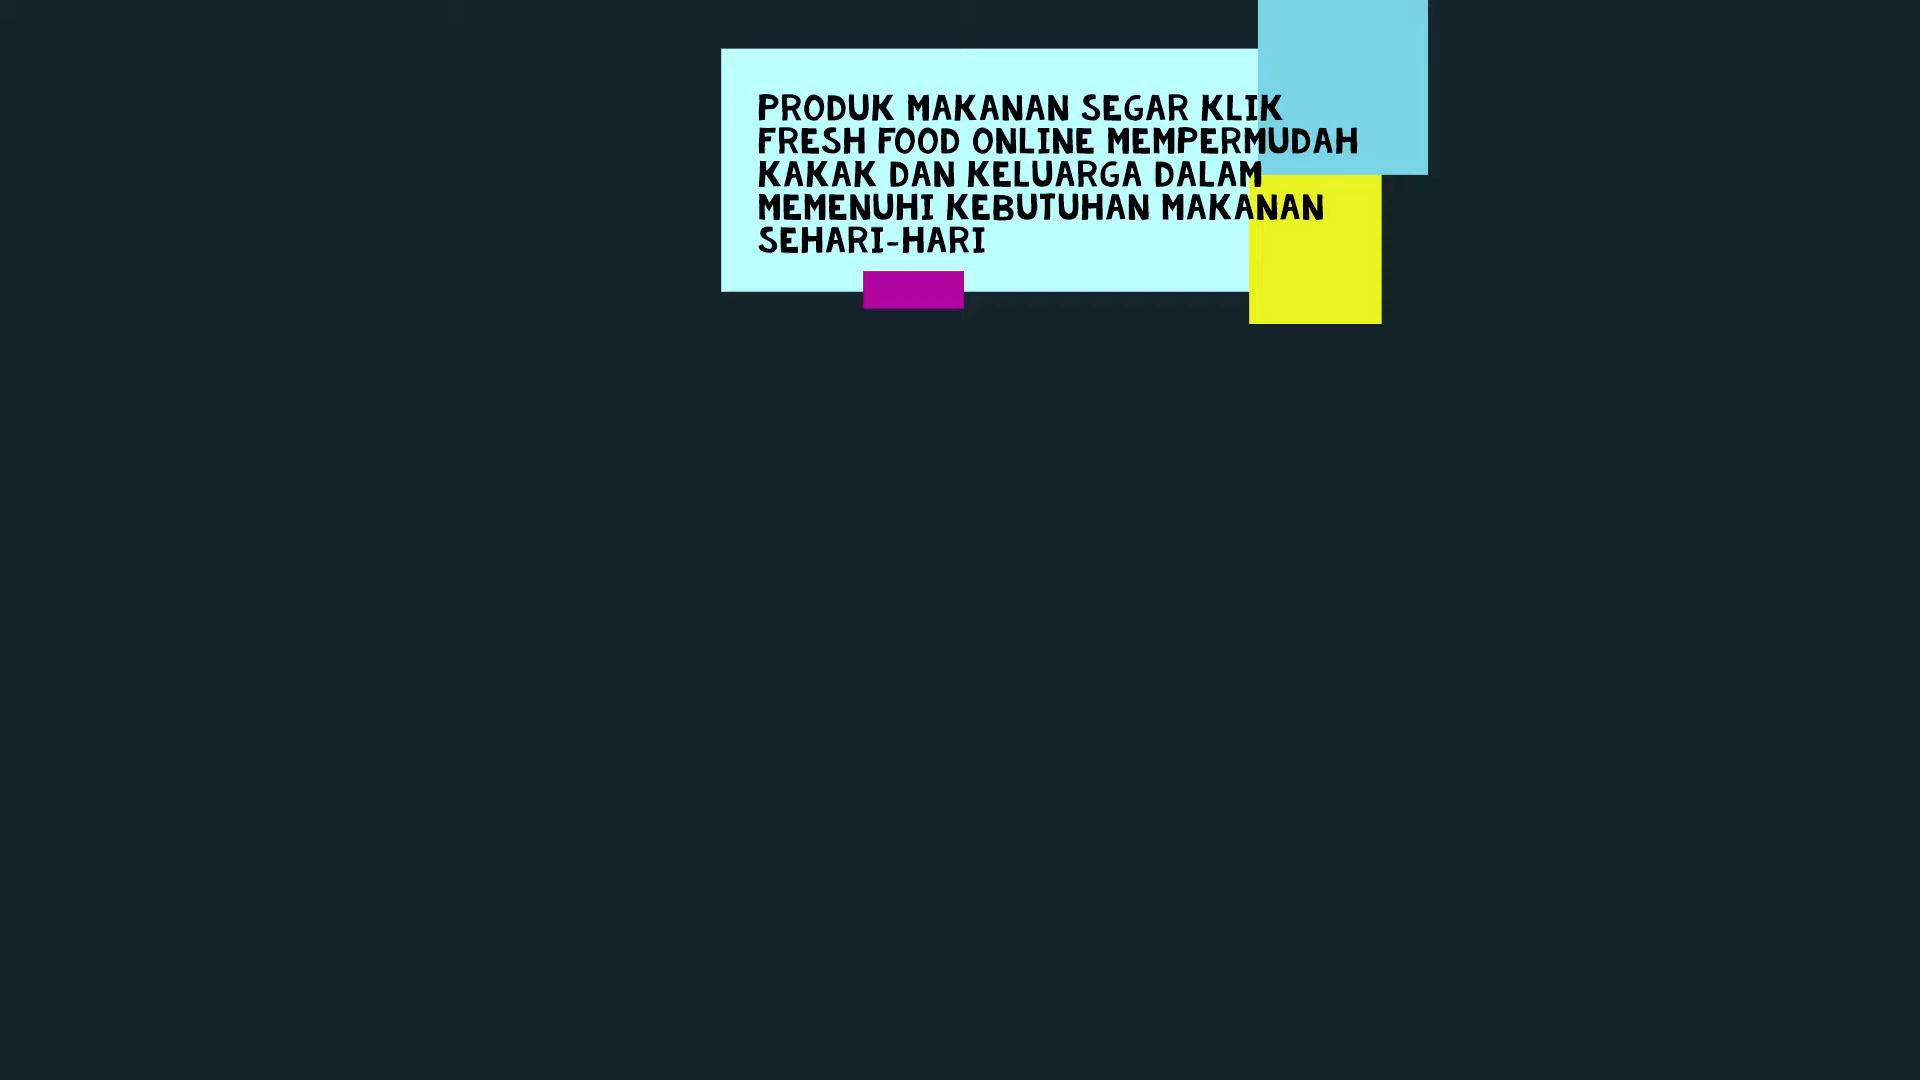 PRODUK MAKANAN SEGAR KLIK
FRESH FOOD ONLINE MEMPERMUDAH
KAKAK DAN KELUARGA DALAM
MEMENUHI KEBUTUHAN MAKANAN
SEHARI-HARI